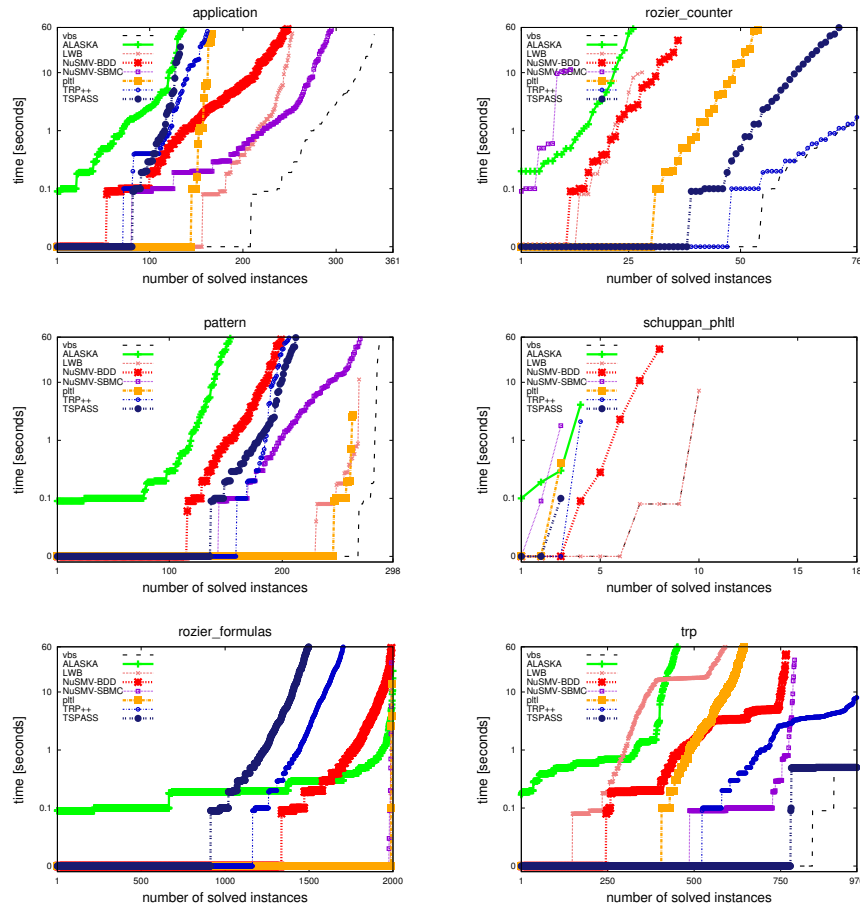 application
60
10
1
0.1
0
time [seconds]
vbs
ALASKA
LWB
NuSMV-BDD
NuSMV-SBMC
pltl
TRP++
TSPASS
1
100
200
300
361
number of solved instances
rozier_counter
60
10
1
0.1
0
time [seconds]
vbs
ALASKA
LWB
NuSMV-BDD
NuSMV-SBMC
pltl
TRP++
TSPASS
1
25
50
76
number of solved instances
pattern
60
10
1
0.1
0
time [seconds]
vbs
ALASKA
LWB
NuSMV-BDD
NuSMV-SBMC
pltl
TRP++
TSPASS
1
100
200
298
number of solved instances
schuppan_phltl
60
10
1
0.1
0
time [seconds]
vbs
ALASKA
LWB
NuSMV-BDD
NuSMV-SBMC
pltl
TRP++
TSPASS
1
5
10
15
18
number of solved instances
rozier_formulas
60
10
1
0.1
0
time [seconds]
vbs
ALASKA
LWB
NuSMV-BDD
NuSMV-SBMC
pltl
TRP++
TSPASS
1
500
1000
1500
2000
number of solved instances
trp
60
10
1
0.1
0
time [seconds]
vbs
ALASKA
LWB
NuSMV-BDD
NuSMV-SBMC
pltl
TRP++
TSPASS
1
250
500
750
970
number of solved instances